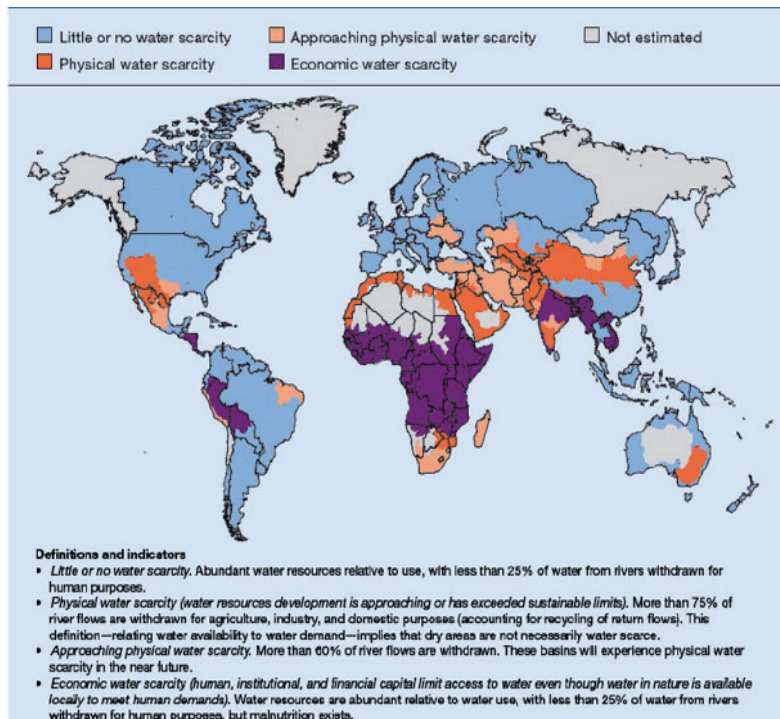 Little or no water scarcity Approaching physical water scarcity Not estimated
Physical water scarcity Economic water scarcity
Definitions and indicators
• Little or no water scarcity. Abundant water resources relative to use, with less than 25% of water from rivers withdrawn for
human purposes.
• Physical water scarcity (water resources development is approaching or has exceeded sustainable limits). More than 75% of
river flows are withdrawn for agriculture, industry, and domestic purposes (accounting for recycling of return flows). This
definition—relating water availability to water demand—implies that dry areas are not necessarily water scarce.
• Approaching physical water scarcity. More than 60% of river flows are withdrawn. These basins will experience physical water
scarcity in the near future.
• Economic water scarcity (human, institutional, and financial capital limit access to water even though water in nature is available
locally to meet human demands). Water resources are abundant relative to water use, with less than 25% of water from rivers
withdrawn for human purposes, but malnutrition exists.